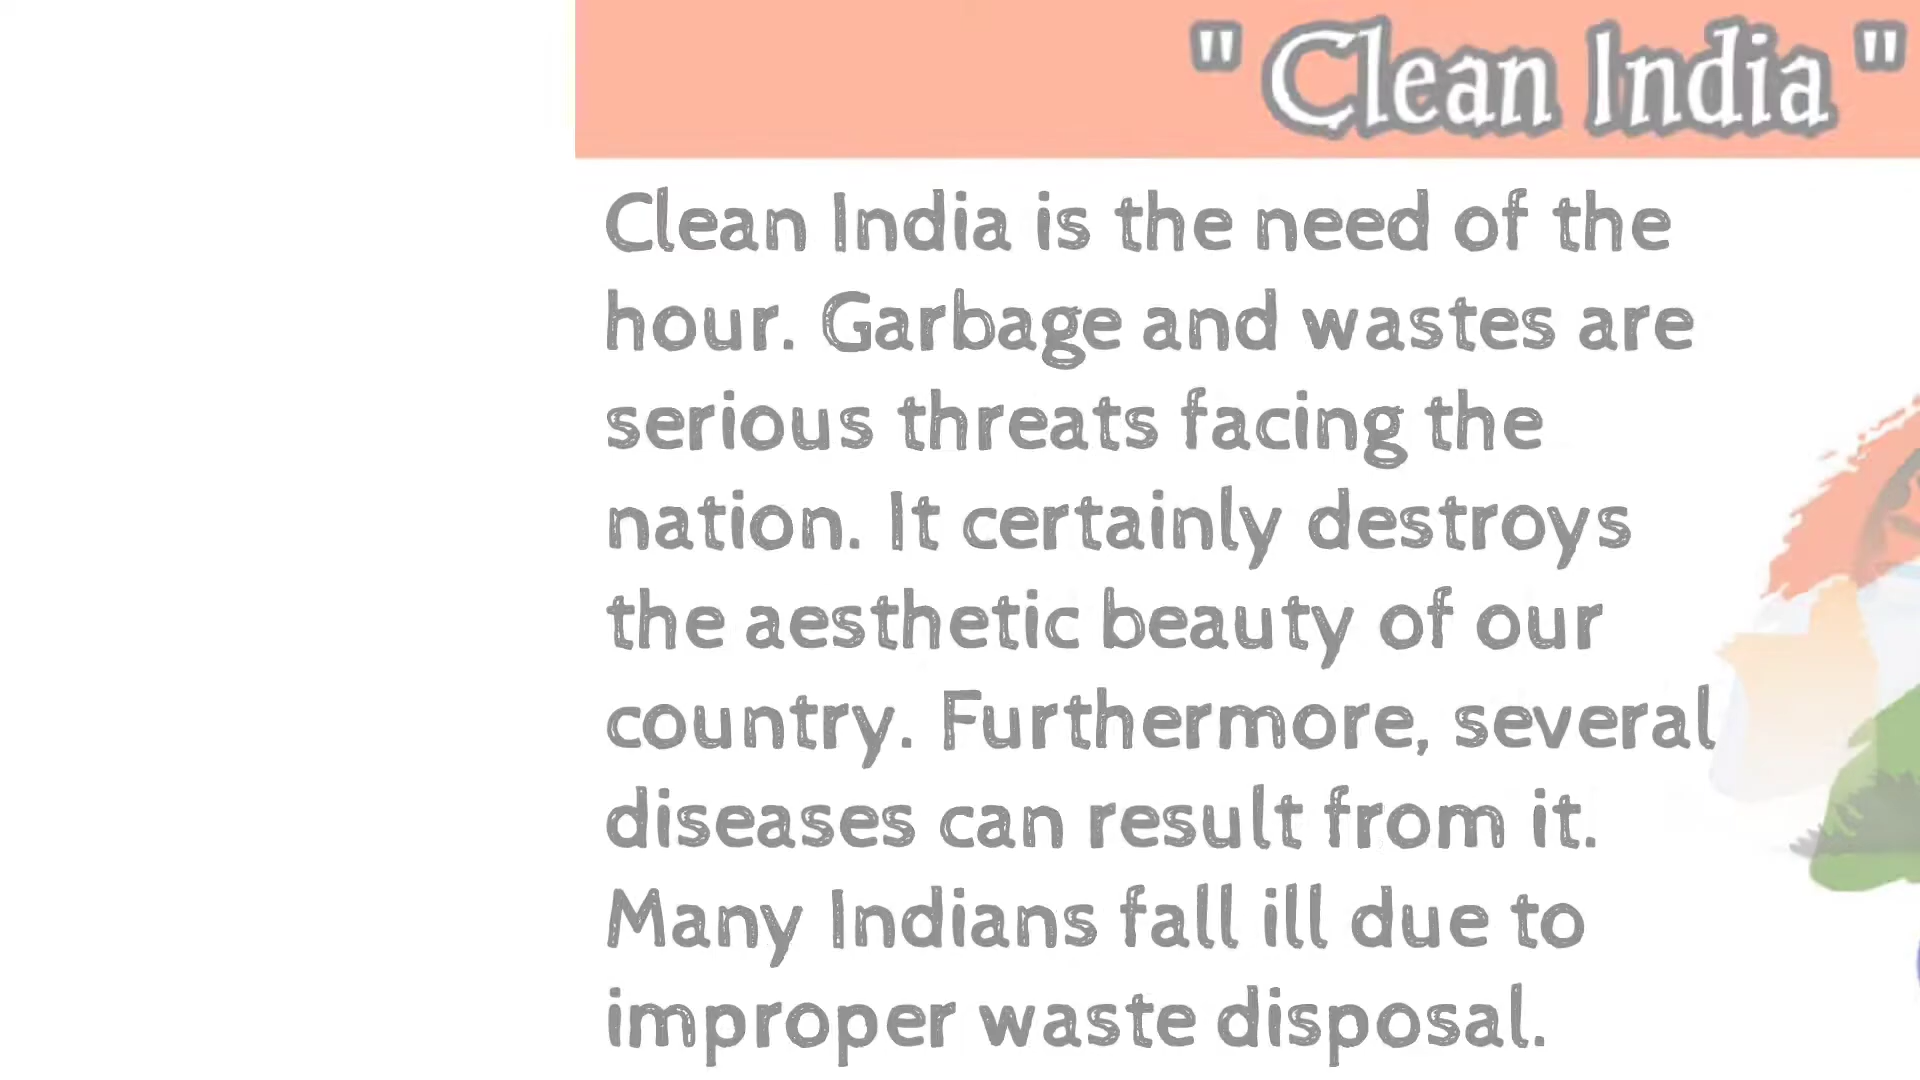 " Clean India "
Clean India is the need of the
hour. Garbage and wastes are
serious threats facing the
nation. It certainly destroys
the aesthetic beauty of our
country. Furthermore, several
diseases can result from it.
Many Indians fall ill due to
improper waste disposal.